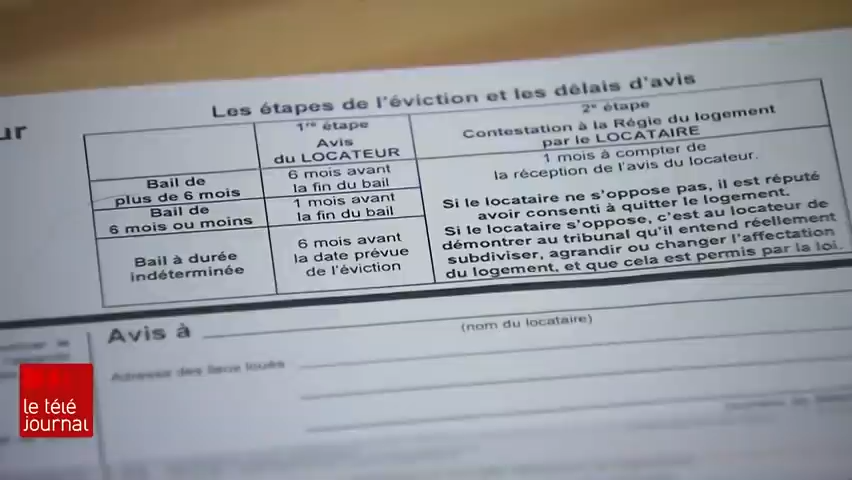 ur
Les étapes de l'éviction et les délais d'avis
1re étape
Avis
du LOCATEUR
2e étape
Contestation à la Régie du logement
par le LOCATAIRE
Bail de
plus de 6 mois
6 mois avant
la fin du bail
1 mois à compter de
la réception de l'avis du locateur.
Bail de
6 mois ou moins
1 mois avant
la fin du bail
Si le locataire ne s'oppose pas, il est réputé
avoir consenti à quitter le logement.
Si le locataire s'oppose, c'est au locateur de
démontrer au tribunal qu'il entend réellement
subdiviser, agrandir ou changer l'affectation
du logement, et que cela est permis par la loi.
Bail à durée
indéterminée
6 mois avant
la date prévue
de l'éviction
Avis à
(nom du locataire)
Adresse des lieux loués
le télé
journal